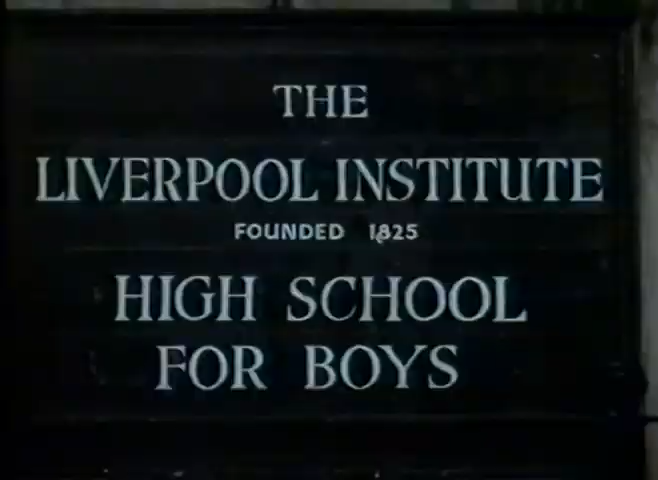 THE
LIVERPOOL INSTITUTE
FOUNDED 1825
HIGH SCHOOL
FOR BOYS